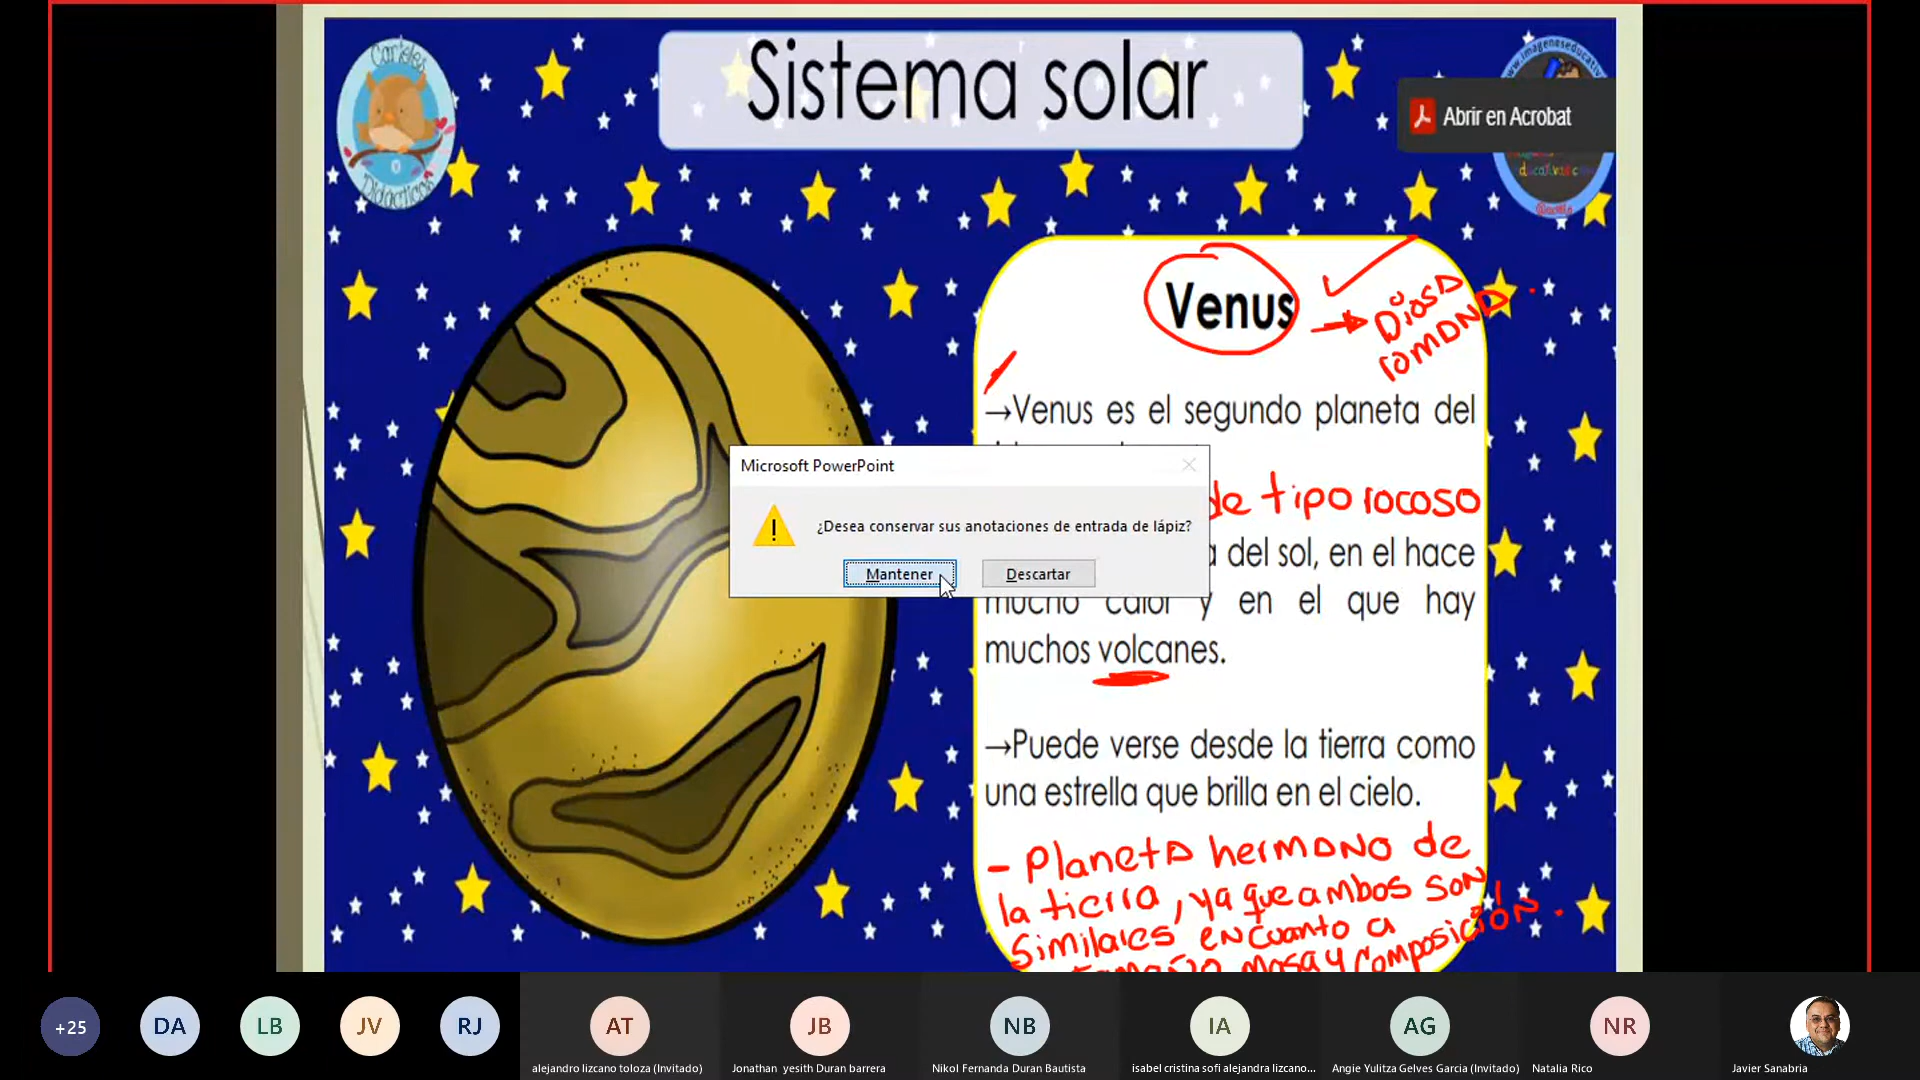 Sistema solar
Carteles
Didácticos
Abrir en Acrobat
Venus
→ Diosa
romana.
→Venus es el segundo planeta del
de tipo rocoso
del sol, en el hace
mucho calor y en el que hay
muchos volcanes.
→Puede verse desde la tierra como
una estrella que brilla en el cielo.
- Planeta hermano de
la tierra, ya que ambos son
similares en cuanto a
tamaño, masa y composición.
Microsoft PowerPoint
¿Desea conservar sus anotaciones de entrada de lápiz?
Mantener
Descartar
+25
DA
LB
JV
RJ
AT
JB
NB
IA
AG
NR
alejandro lizcano toloza (Invitado)
Jonathan yesith Duran barrera
Nikol Fernanda Duran Bautista
isabel cristina sofi alejandra lizcano...
Angie Yulitza Gelves Garcia (Invitado)
Natalia Rico
Javier Sanabria